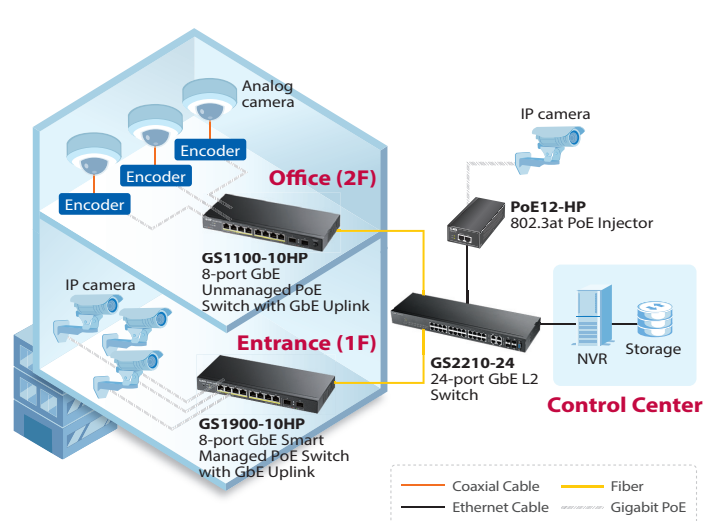 Analog
camera
Encoder
Encoder
Encoder
Office (2F)
GS1100-10HP
8-port GbE
Unmanaged PoE
Switch with GbE Uplink
IP camera
Entrance (1F)
GS1900-10HP
8-port GbE Smart
Managed PoE Switch
with GbE Uplink
IP camera
PoE12-HP
802.3at PoE Injector
GS2210-24
24-port GbE L2
Switch
NVR
Storage
Control Center
Coaxial Cable
Fiber
Ethernet Cable
Gigabit PoE